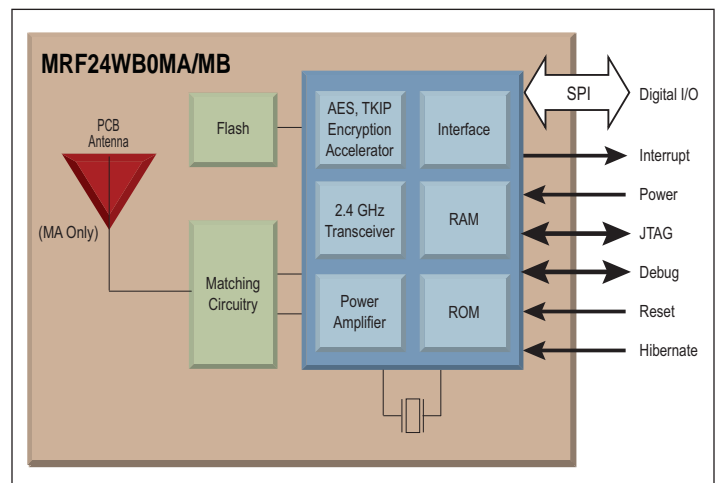 MRF24WB0MA/MB
PCB
Antenna
(MA Only)
Flash
Matching
Circuitry
AES, TKIP
Encryption
Accelerator
Interface
2.4 GHz
Transceiver
RAM
Power
Amplifier
ROM
SPI
Digital I/O
Interrupt
Power
JTAG
Debug
Reset
Hibernate